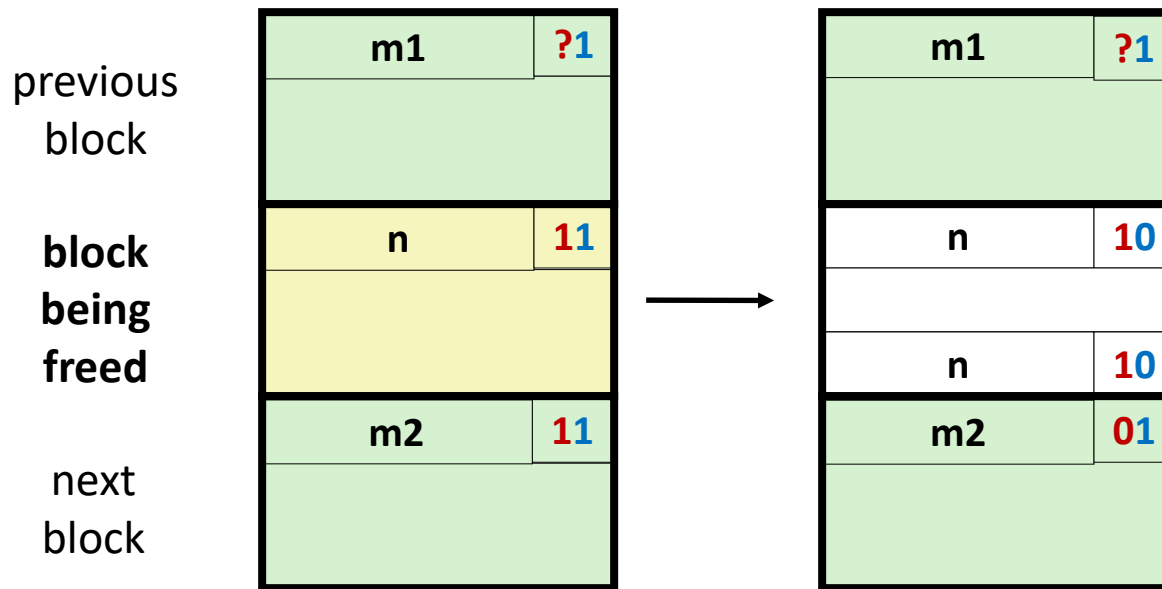 previous
block
m1 ?1
m1 ?1
block
being
freed
n 11
n 10
n 10
next
block
m2 11
m2 01